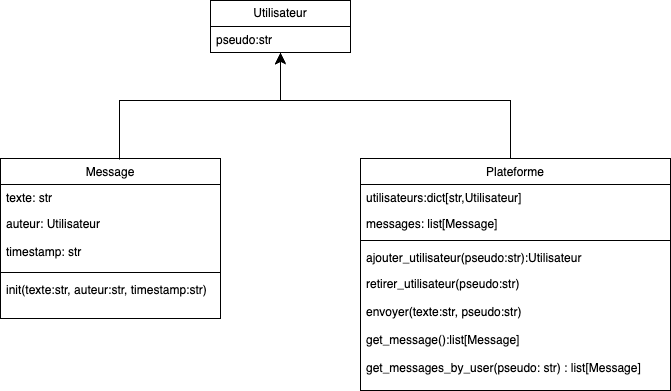 Utilisateur
pseudo:str
Message
texte: str
auteur: Utilisateur
timestamp: str
init(texte:str, auteur:str, timestamp:str)
Plateforme
utilisateurs:dict[str,Utilisateur]
messages: list[Message]
ajouter_utilisateur(pseudo:str):Utilisateur
retirer_utilisateur(pseudo:str)
envoyer(texte:str, pseudo:str)
get_message():list[Message]
get_messages_by_user(pseudo: str) : list[Message]